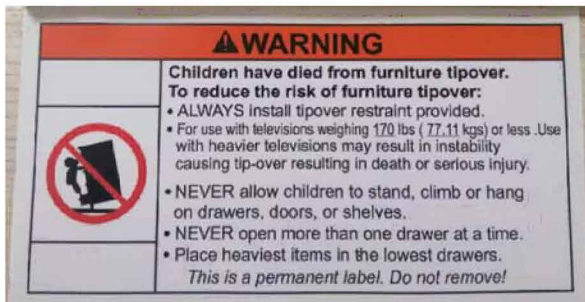 WARNING
Children have died from furniture tipover.
To reduce the risk of furniture tipover:
• ALWAYS install tipover restraint provided.
• For use with televisions weighing 170 lbs ( 77.11 kgs) or less .Use
with heavier televisions may result in instability
causing tip-over resulting in death or serious injury.
• NEVER allow children to stand, climb or hang
on drawers, doors, or shelves.
• NEVER open more than one drawer at a time.
• Place heaviest items in the lowest drawers.
This is a permanent label. Do not remove!